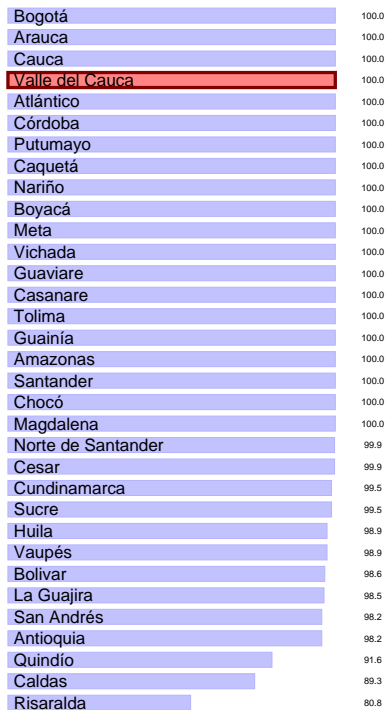 Bogotá 100.0
Arauca 100.0
Cauca 100.0
Valle del Cauca 100.0
Atlántico 100.0
Córdoba 100.0
Putumayo 100.0
Caquetá 100.0
Nariño 100.0
Boyacá 100.0
Meta 100.0
Vichada 100.0
Guaviare 100.0
Casanare 100.0
Tolima 100.0
Guainía 100.0
Amazonas 100.0
Santander 100.0
Chocó 100.0
Magdalena 100.0
Norte de Santander 99.9
Cesar 99.9
Cundinamarca 99.5
Sucre 99.5
Huila 98.9
Vaupés 98.9
Bolivar 98.6
La Guajira 98.5
San Andrés 98.2
Antioquia 98.2
Quindío 91.6
Caldas 89.3
Risaralda 80.8